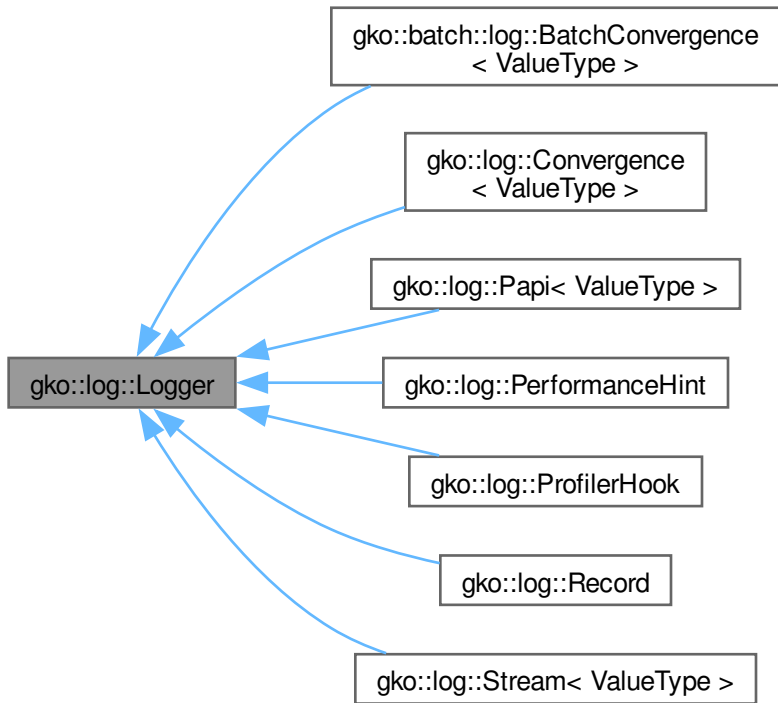 gko::batch::log::BatchConvergence
< ValueType >
gko::log::Convergence
< ValueType >
gko::log::Papi< ValueType >
gko::log::Logger
gko::log::PerformanceHint
gko::log::ProfilerHook
gko::log::Record
gko::log::Stream< ValueType >